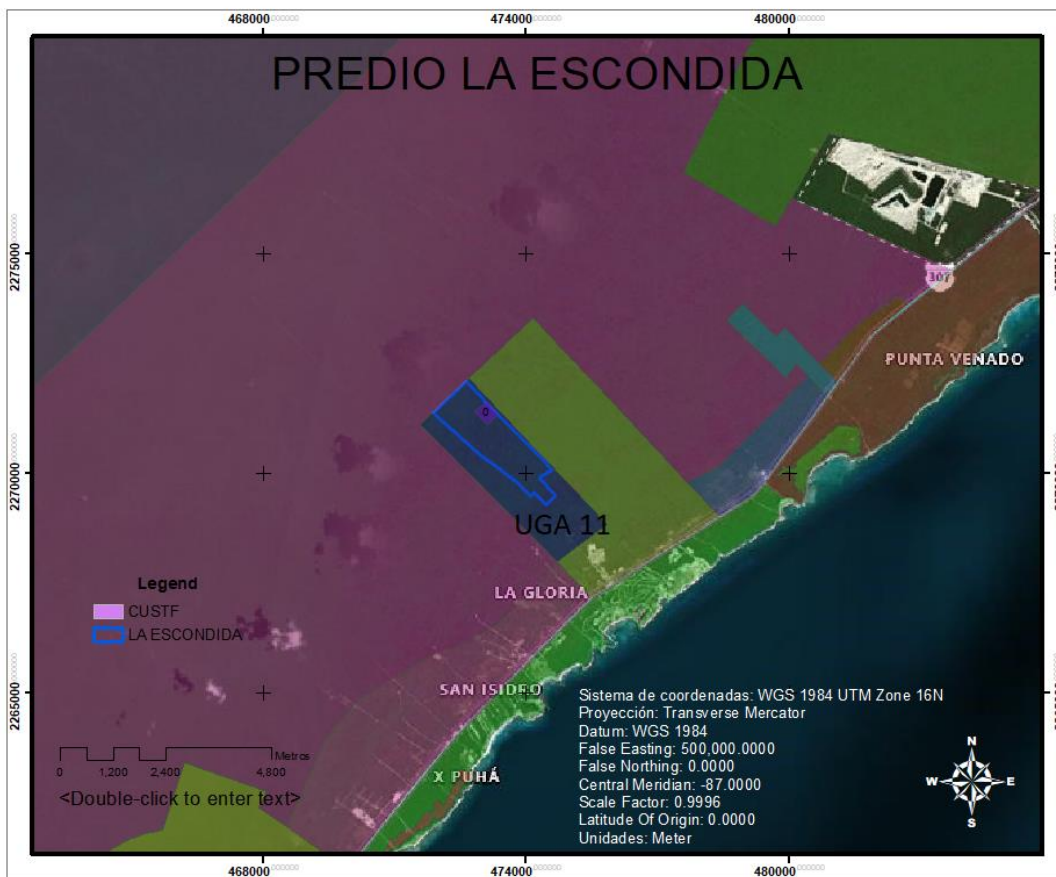 468000 474000 480000
PREDIO LA ESCONDIDA
2275000
307
PUNTA VENADO
0
2270000
UGA 11
Legend
LA GLORIA
CUSTF
LA ESCONDIDA
SAN ISIDRO
2265000
Sistema de coordenadas: WGS 1984 UTM Zone 16N
Proyección: Transverse Mercator
Datum: WGS 1984
False Easting: 500,000.0000
False Northing: 0.0000
Central Meridian: -87.0000
Scale Factor: 0.9996
Latitude Of Origin: 0.0000
Unidades: Meter
Metros
0 1,200 2,400 4,800
X PUHÁ
<Double-click to enter text>
N
W E
S
468000 474000 480000